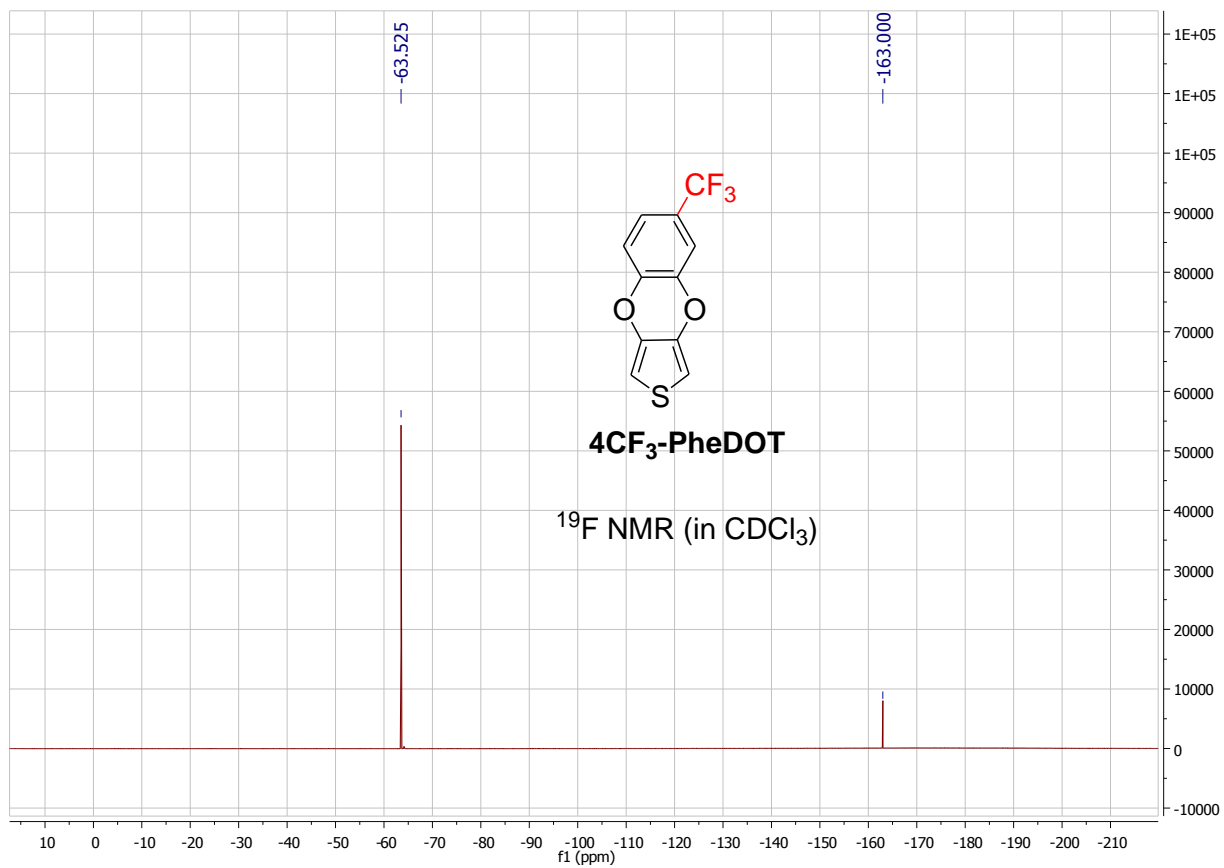 -63.525
-163.000
1E+05
1E+05
1E+05
90000
80000
70000
60000
50000
40000
30000
20000
10000
0
-10000
CF₃
O O
S
4CF₃-PheDOT
¹⁹F NMR (in CDCl₃)
10 0 -10 -20 -30 -40 -50 -60 -70 -80 -90 -100 -110 -120 -130 -140 -150 -160 -170 -180 -190 -200 -210
f1 (ppm)